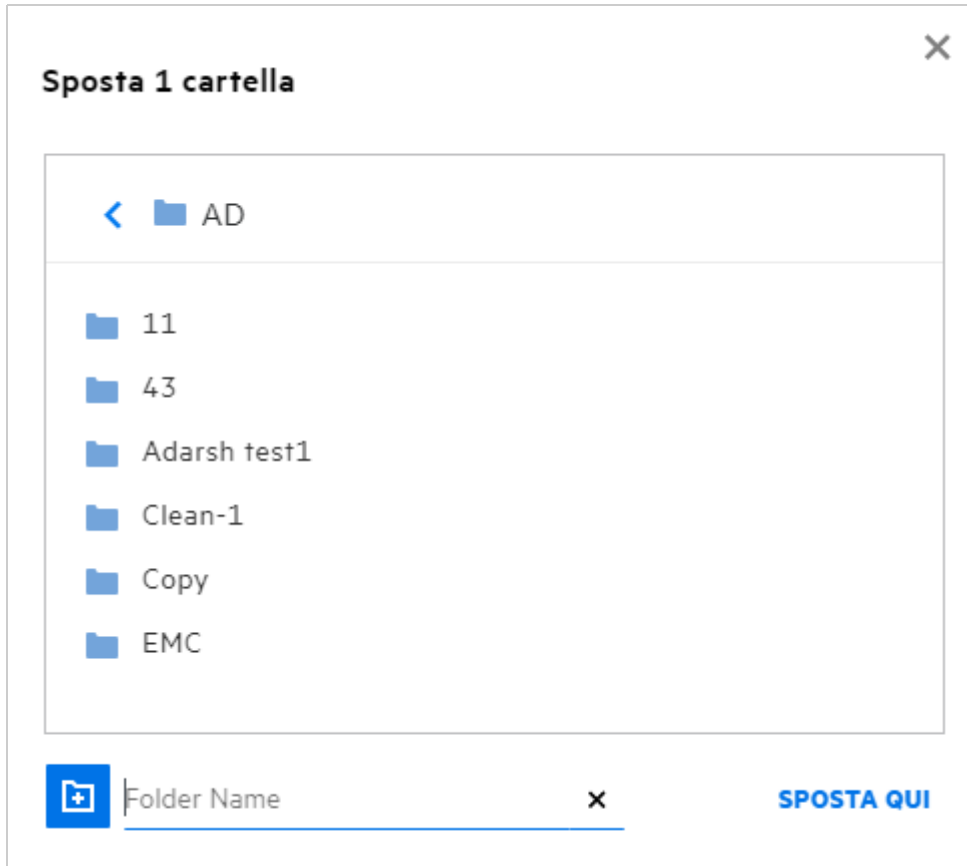 Sposta 1 cartella
AD
11
43
Adarsh test1
Clean-1
Copy
EMC
Folder Name
SPOSTA QUI